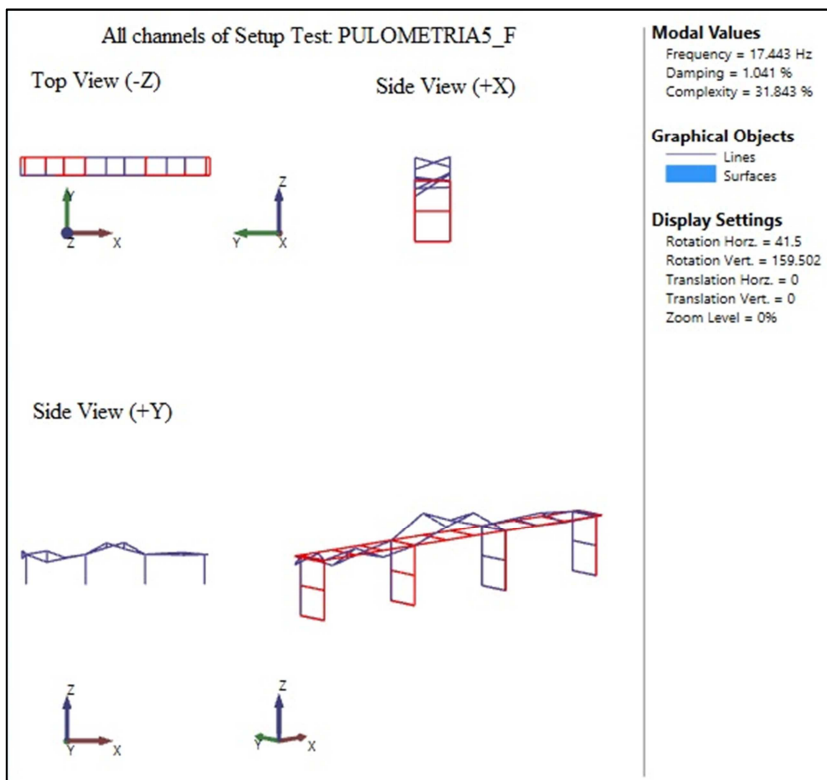 All channels of Setup Test: PULOMETRIA5_F
Top View (-Z)
Side View (+X)
Y
Z
X
Z
Y
X
Side View (+Y)
Z
Y
X
Z
Y
X
Modal Values
Frequency = 17.443 Hz
Damping = 1.041 %
Complexity = 31.843 %
Graphical Objects
Lines
Surfaces
Display Settings
Rotation Horz. = 41.5
Rotation Vert. = 159.502
Translation Horz. = 0
Translation Vert. = 0
Zoom Level = 0%